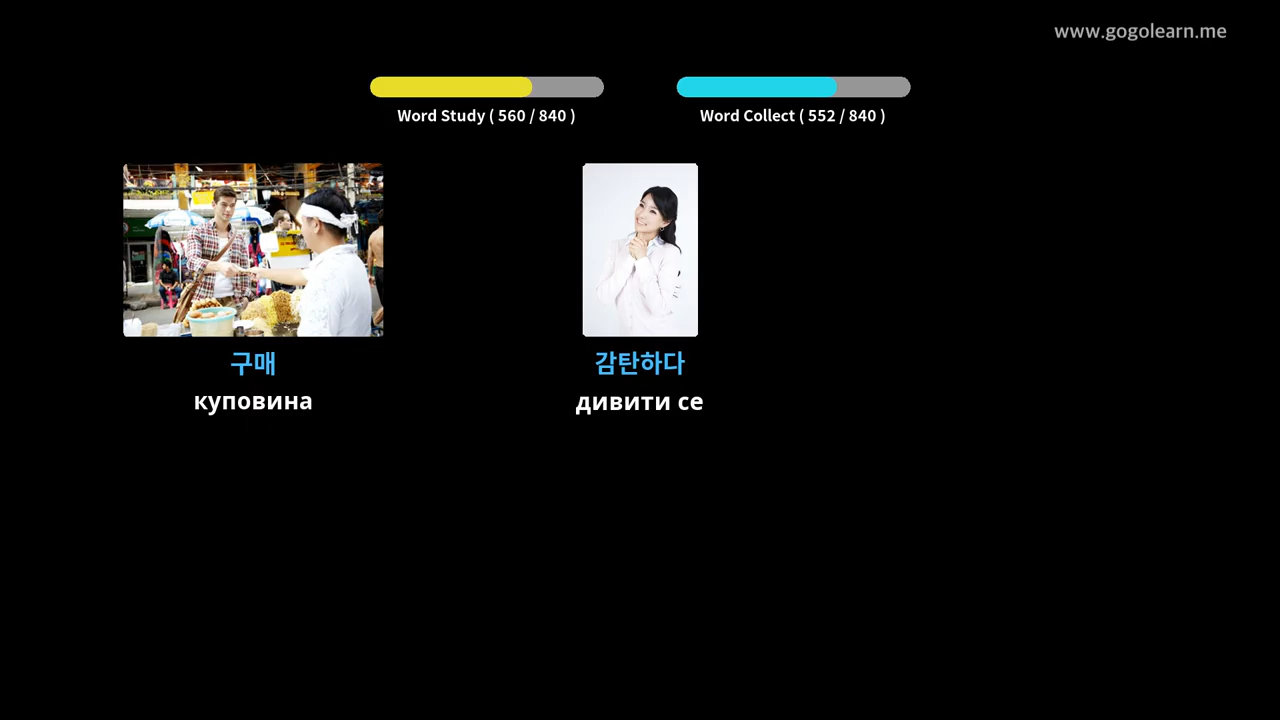 www.gogolearn.me
Word Study ( 560 / 840 )
Word Collect ( 552 / 840 )
구매
куповина
감탄하다
дивити се